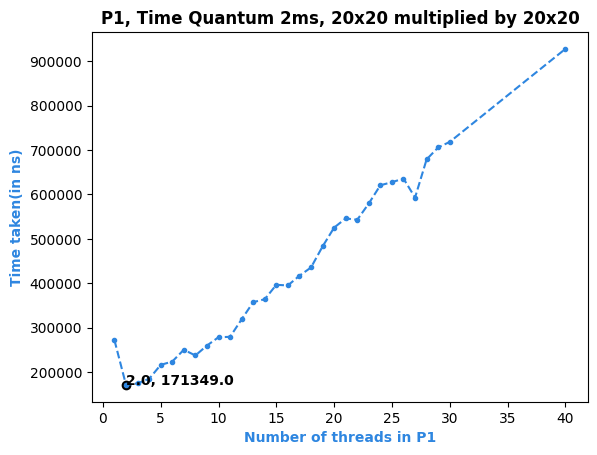 P1, Time Quantum 2ms, 20x20 multiplied by 20x20
Time taken(in ns)
900000
800000
700000
600000
500000
400000
300000
200000
2.0, 171349.0
0 5 10 15 20 25 30 35 40
Number of threads in P1